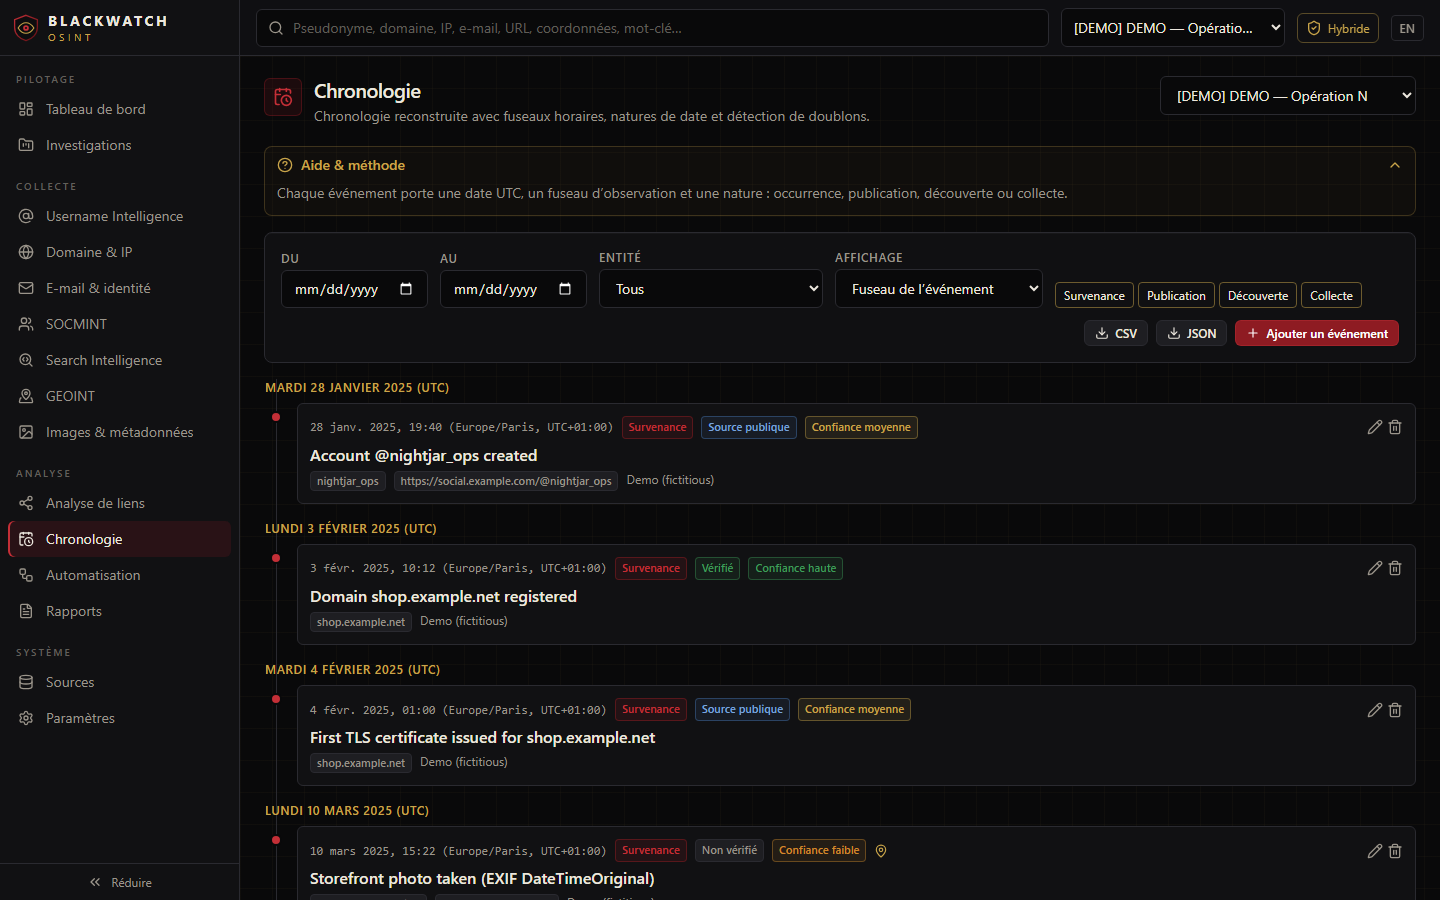 BLACKWATCH
OSINT
Pseudonyme, domaine, IP, e-mail, URL, coordonnées, mot-clé...
[DEMO] DEMO — Opératio...
Hybride
EN
PILOTAGE
Tableau de bord
Investigations
COLLECTE
Username Intelligence
Domaine & IP
E-mail & identité
SOCMINT
Search Intelligence
GEOINT
Images & métadonnées
ANALYSE
Analyse de liens
Chronologie
Automatisation
Rapports
SYSTÈME
Sources
Paramètres
Réduire
Chronologie
Chronologie reconstruite avec fuseaux horaires, natures de date et détection de doublons.
[DEMO] DEMO — Opération N
Aide & méthode
Chaque événement porte une date UTC, un fuseau d’observation et une nature : occurrence, publication, découverte ou collecte.
DU
AU
ENTITÉ
AFFICHAGE
mm/dd/yyyy
mm/dd/yyyy
Tous
Fuseau de l’événement
Survenance
Publication
Découverte
Collecte
CSV
JSON
Ajouter un événement
MARDI 28 JANVIER 2025 (UTC)
28 janv. 2025, 19:40 (Europe/Paris, UTC+01:00) Survenance Source publique Confiance moyenne
Account @nightjar_ops created
nightjar_ops https://social.example.com/@nightjar_ops Demo (fictitious)
LUNDI 3 FÉVRIER 2025 (UTC)
3 févr. 2025, 10:12 (Europe/Paris, UTC+01:00) Survenance Vérifié Confiance haute
Domain shop.example.net registered
shop.example.net Demo (fictitious)
MARDI 4 FÉVRIER 2025 (UTC)
4 févr. 2025, 01:00 (Europe/Paris, UTC+01:00) Survenance Source publique Confiance moyenne
First TLS certificate issued for shop.example.net
shop.example.net Demo (fictitious)
LUNDI 10 MARS 2025 (UTC)
10 mars 2025, 15:22 (Europe/Paris, UTC+01:00) Survenance Non vérifié Confiance faible
Storefront photo taken (EXIF DateTimeOriginal)